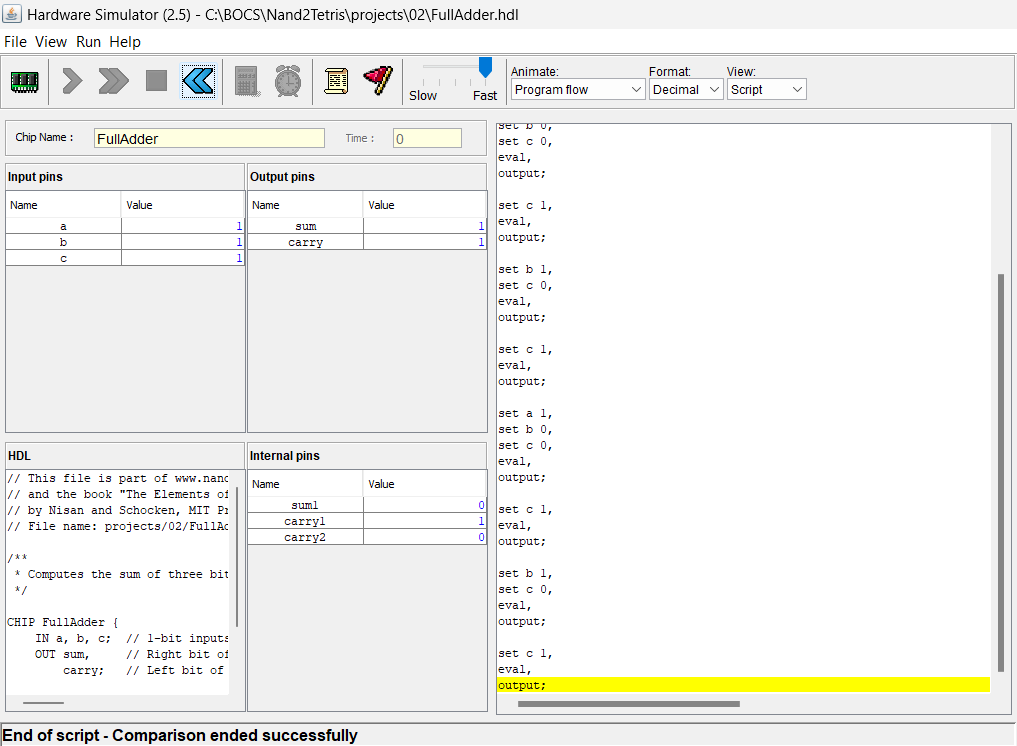 Hardware Simulator (2.5) - C:\BOCS\Nand2Tetris\projects\02\FullAdder.hdl
File View Run Help
Slow Fast
Animate: Format: View:
Program flow Decimal Script
Chip Name : FullAdder Time : 0
Input pins
Name Value
a 1
b 1
c 1
Output pins
Name Value
sum 1
carry 1
HDL
// This file is part of www.nand
// and the book "The Elements of
// by Nisan and Schocken, MIT Pr
// File name: projects/02/FullAd
/**
* Computes the sum of three bit
*/
CHIP FullAdder {
IN a, b, c; // 1-bit inputs
OUT sum, // Right bit of
carry; // Left bit of
Internal pins
Name Value
sum1 0
carry1 1
carry2 0
set b 0,
set c 0,
eval,
output;
set c 1,
eval,
output;
set b 1,
set c 0,
eval,
output;
set c 1,
eval,
output;
set a 1,
set b 0,
set c 0,
eval,
output;
set c 1,
eval,
output;
set b 1,
set c 0,
eval,
output;
set c 1,
eval,
output;
End of script - Comparison ended successfully